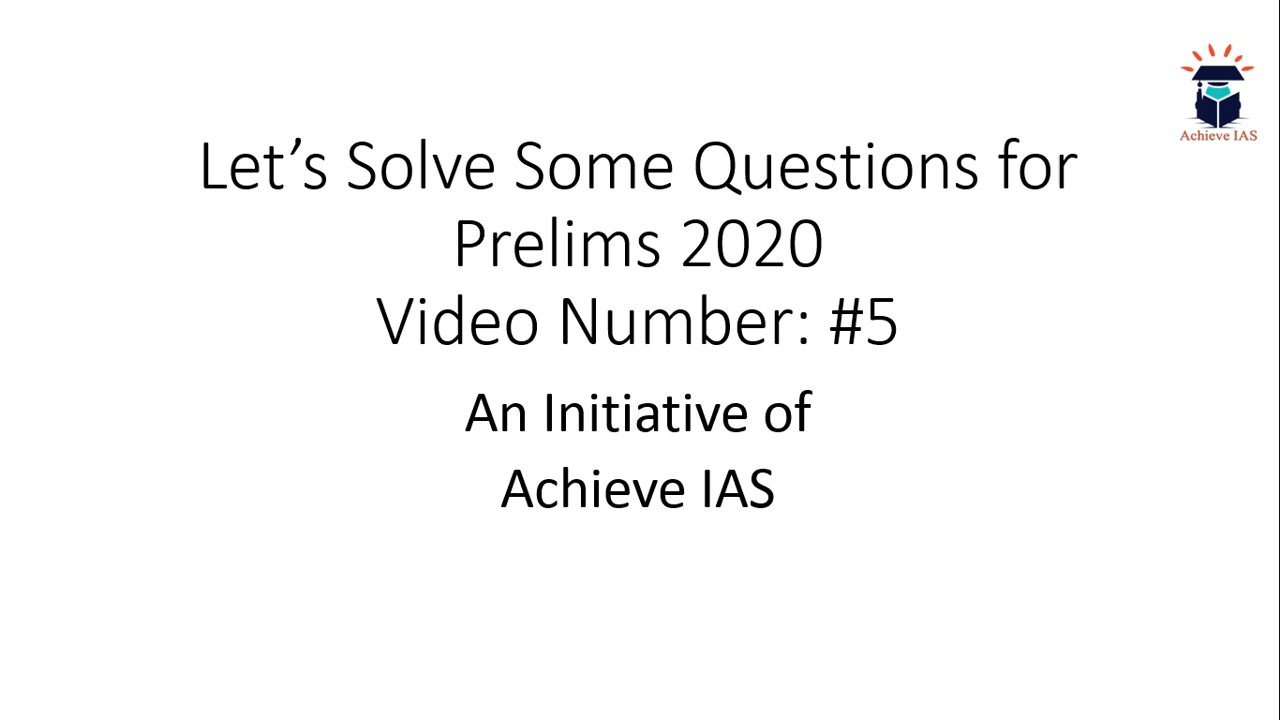 Achieve IAS
Let’s Solve Some Questions for
Prelims 2020
Video Number: #5
An Initiative of
Achieve IAS